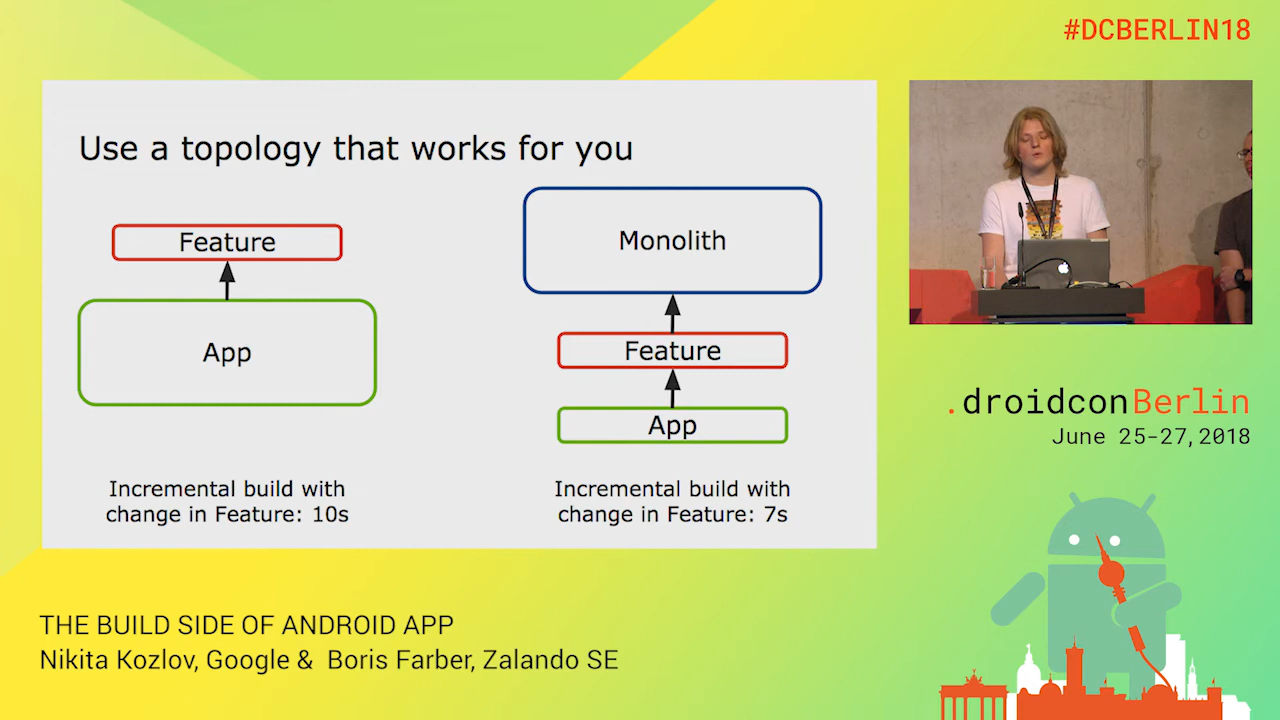 #DCBERLIN18
Use a topology that works for you
Feature
App
Incremental build with
change in Feature: 10s
Monolith
Feature
App
Incremental build with
change in Feature: 7s
.droidconBerlin
June 25-27, 2018
THE BUILD SIDE OF ANDROID APP
Nikita Kozlov, Google & Boris Farber, Zalando SE